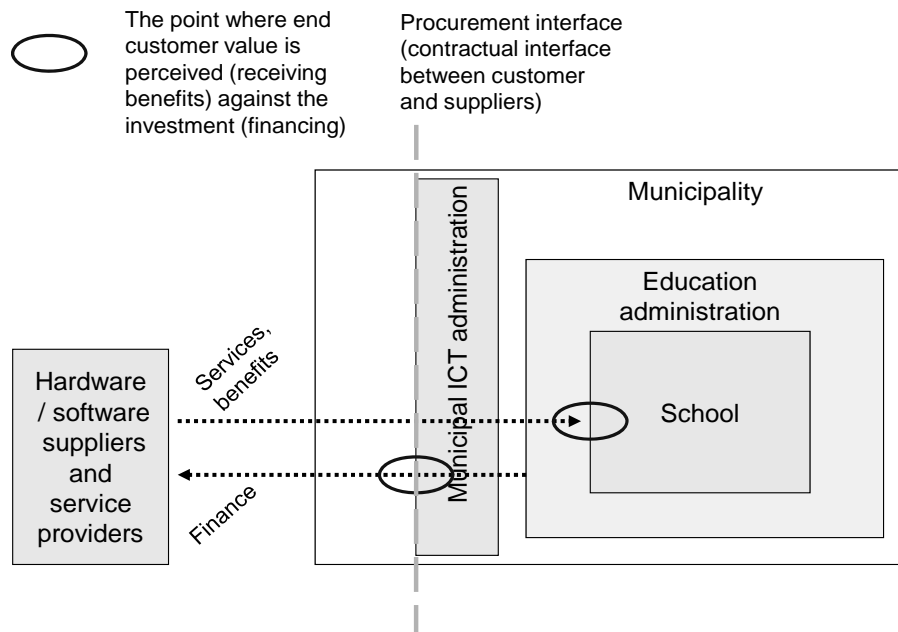 The point where end
customer value is
perceived (receiving
benefits) against the
investment (financing)
Procurement interface
(contractual interface
between customer
and suppliers)
Municipality
Municipal ICT administration
Education
administration
School
Services,
benefits
Hardware
/ software
suppliers
and
service
providers
Finance